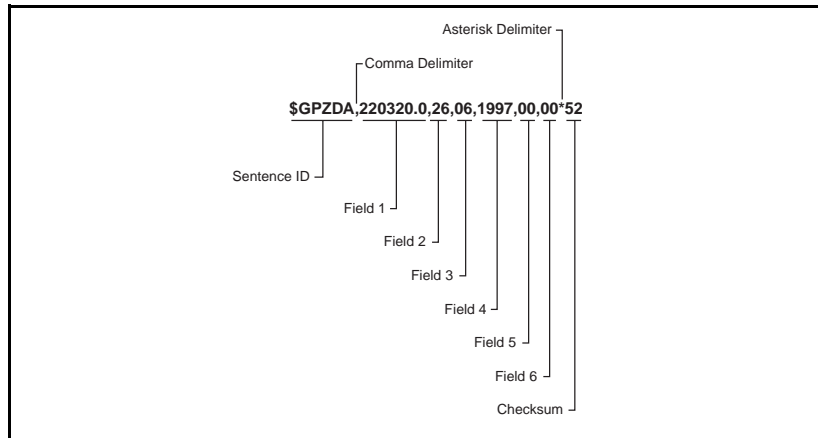 Asterisk Delimiter
Comma Delimiter
$GPZDA,220320.0,26,06,1997,00,00*52
Sentence ID
Field 1
Field 2
Field 3
Field 4
Field 5
Field 6
Checksum